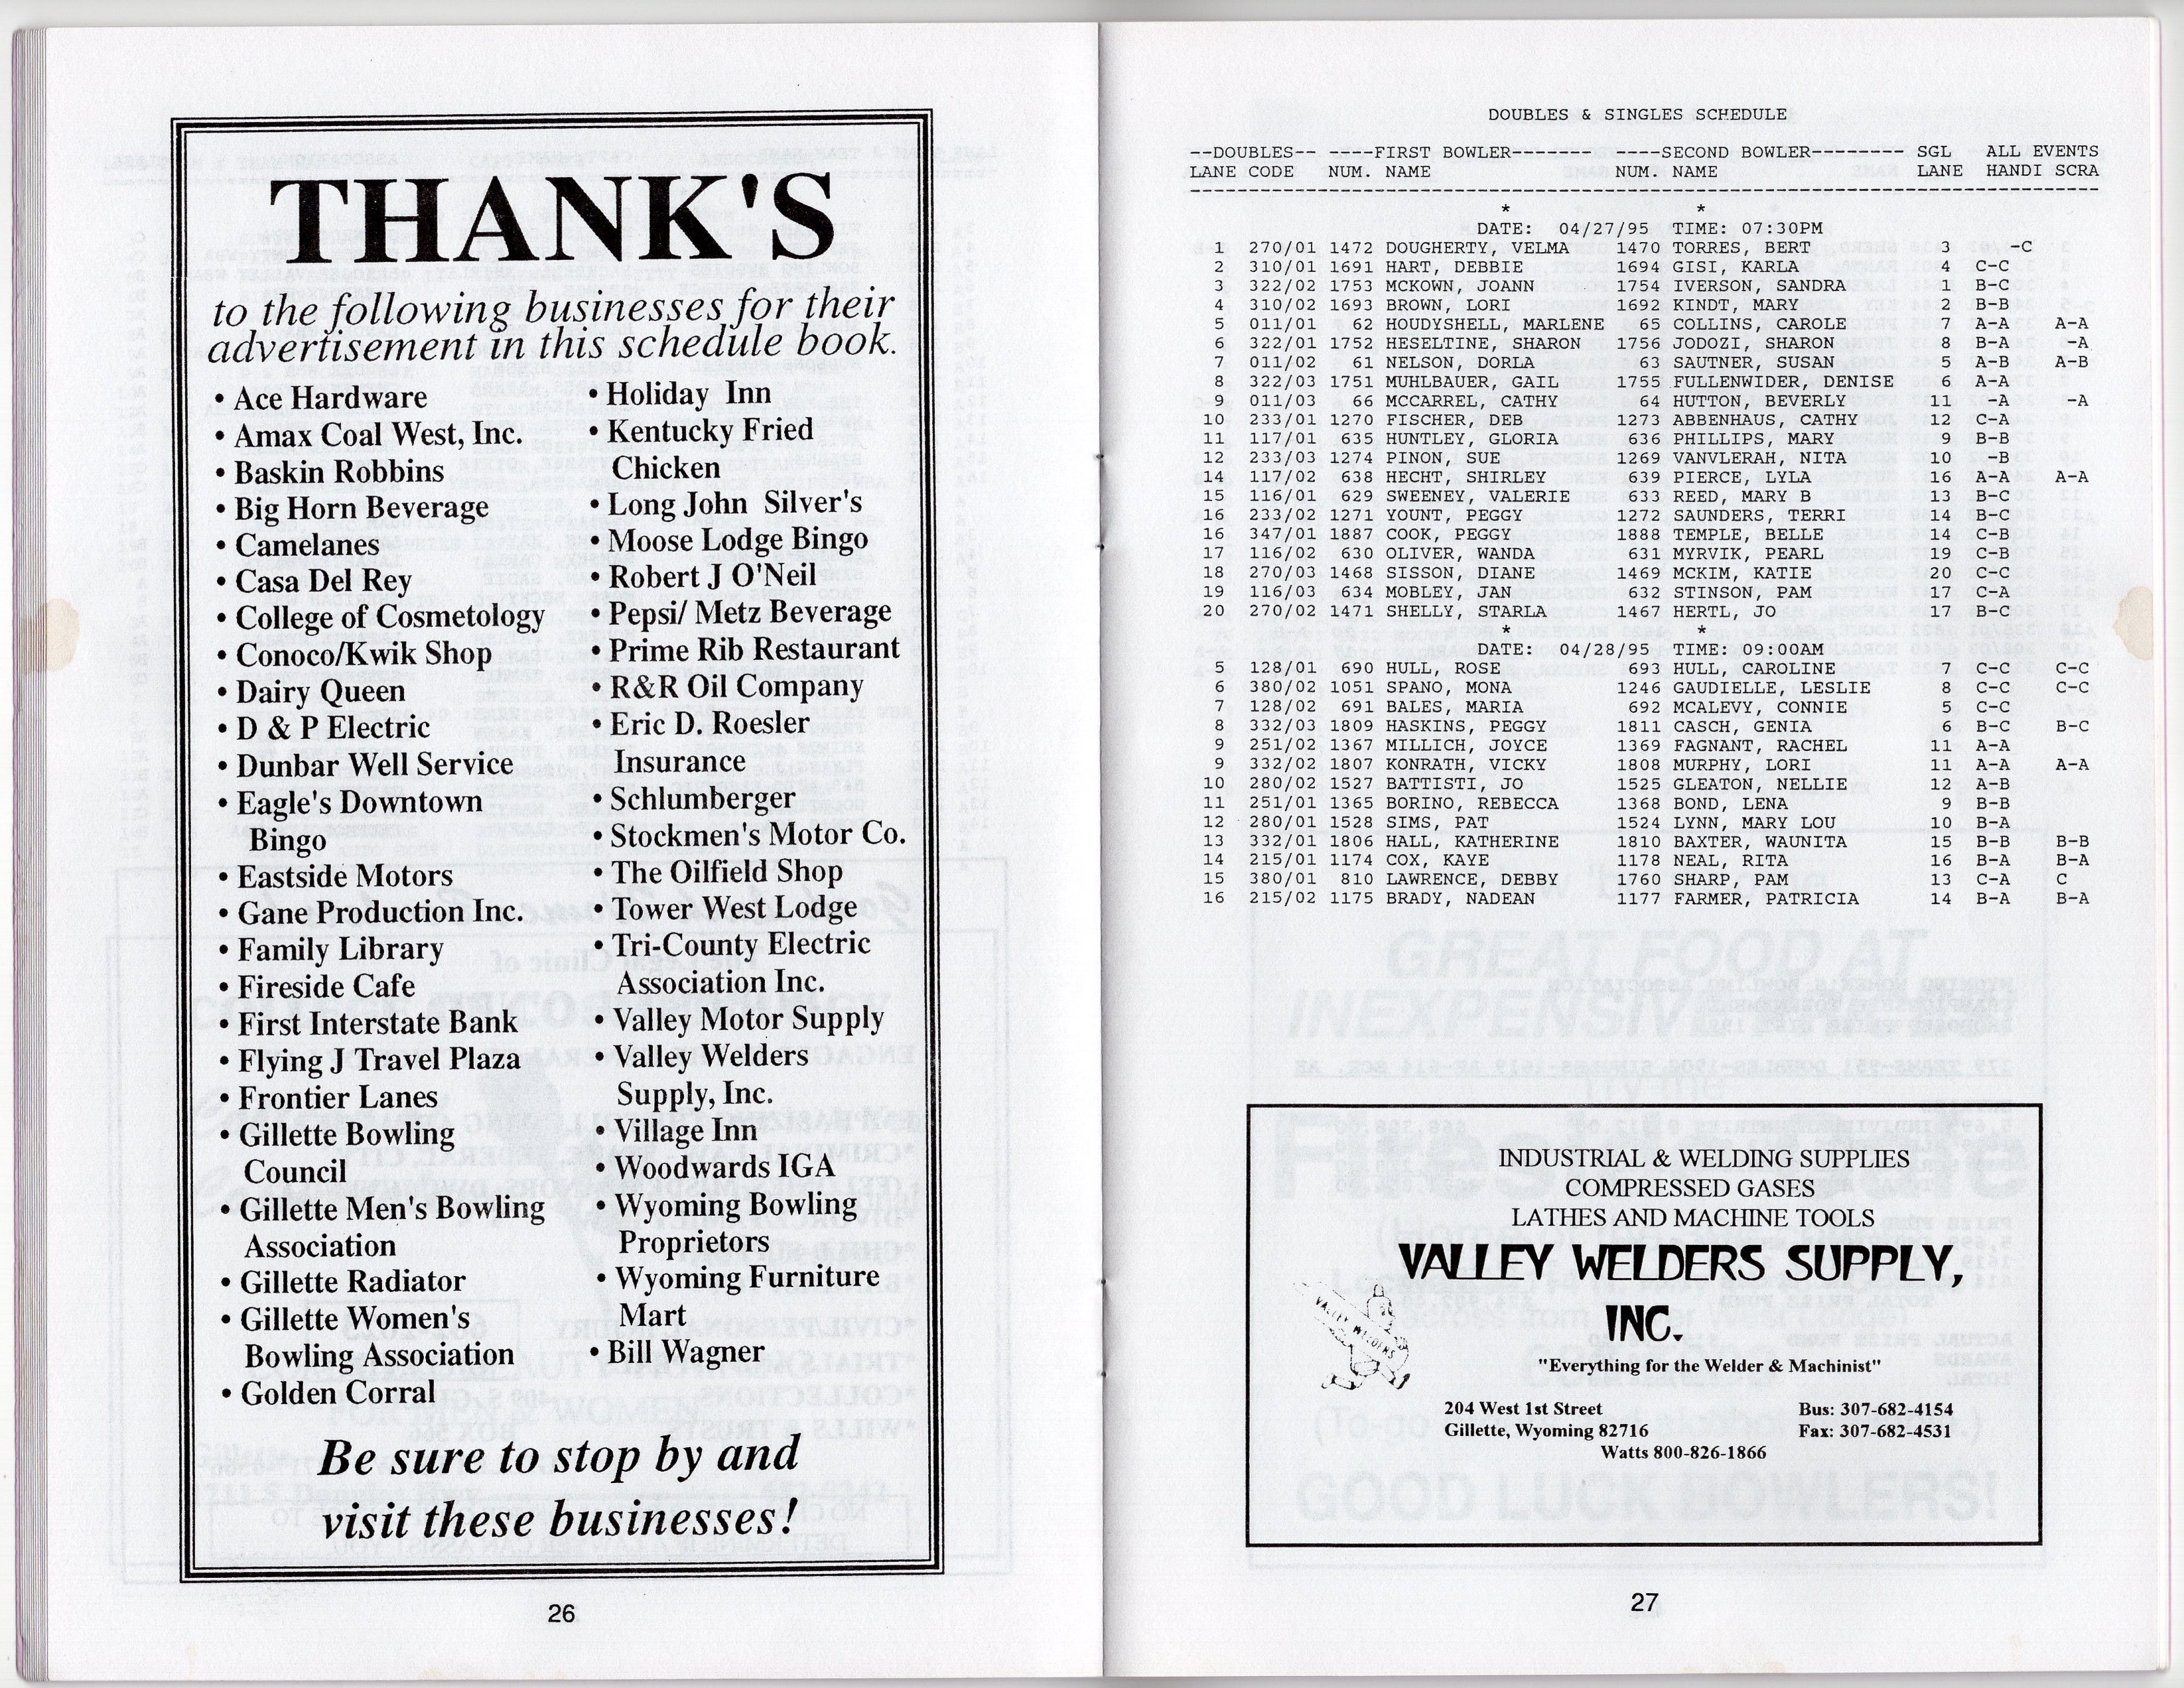 THANK'S
to the following businesses for their
advertisement in this schedule book.
• Ace Hardware
• Amax Coal West, Inc.
• Baskin Robbins
• Big Horn Beverage
• Camelanes
• Casa Del Rey
• College of Cosmetology
• Conoco/Kwik Shop
• Dairy Queen
• D & P Electric
• Dunbar Well Service
• Eagle's Downtown
Bingo
• Eastside Motors
• Gane Production Inc.
• Family Library
• Fireside Cafe
• First Interstate Bank
• Flying J Travel Plaza
• Frontier Lanes
• Gillette Bowling
Council
• Gillette Men's Bowling
Association
• Gillette Radiator
• Gillette Women's
Bowling Association
• Golden Corral
• Holiday Inn
• Kentucky Fried
Chicken
• Long John Silver's
• Moose Lodge Bingo
• Robert J O'Neil
• Pepsi/ Metz Beverage
• Prime Rib Restaurant
• R&R Oil Company
• Eric D. Roesler
Insurance
• Schlumberger
• Stockmen's Motor Co.
• The Oilfield Shop
• Tower West Lodge
• Tri-County Electric
Association Inc.
• Valley Motor Supply
• Valley Welders
Supply, Inc.
• Village Inn
• Woodwards IGA
• Wyoming Bowling
Proprietors
• Wyoming Furniture
Mart
• Bill Wagner
Be sure to stop by and
visit these businesses!
26
DOUBLES & SINGLES SCHEDULE
--DOUBLES-- ----FIRST BOWLER------- ----SECOND BOWLER-------- SGL ALL EVENTS
LANE CODE NUM. NAME NUM. NAME LANE HANDI SCRA
* *
DATE: 04/27/95 TIME: 07:30PM
1 270/01 1472 DOUGHERTY, VELMA 1470 TORRES, BERT 3 -C
2 310/01 1691 HART, DEBBIE 1694 GISI, KARLA 4 C-C
3 322/02 1753 MCKOWN, JOANN 1754 IVERSON, SANDRA 1 B-C
4 310/02 1693 BROWN, LORI 1692 KINDT, MARY 2 B-B
5 011/01 62 HOUDYSHELL, MARLENE 65 COLLINS, CAROLE 7 A-A A-A
6 322/01 1752 HESELTINE, SHARON 1756 JODOZI, SHARON 8 B-A -A
7 011/02 61 NELSON, DORLA 63 SAUTNER, SUSAN 5 A-B A-B
8 322/03 1751 MUHLBAUER, GAIL 1755 FULLENWIDER, DENISE 6 A-A
9 011/03 66 MCCARREL, CATHY 64 HUTTON, BEVERLY 11 -A -A
10 233/01 1270 FISCHER, DEB 1273 ABBENHAUS, CATHY 12 C-A
11 117/01 635 HUNTLEY, GLORIA 636 PHILLIPS, MARY 9 B-B
12 233/03 1274 PINON, SUE 1269 VANVLERAH, NITA 10 -B
14 117/02 638 HECHT, SHIRLEY 639 PIERCE, LYLA 16 A-A A-A
15 116/01 629 SWEENEY, VALERIE 633 REED, MARY B 13 B-C
16 233/02 1271 YOUNT, PEGGY 1272 SAUNDERS, TERRI 14 B-C
16 347/01 1887 COOK, PEGGY 1888 TEMPLE, BELLE 14 C-B
17 116/02 630 OLIVER, WANDA 631 MYRVIK, PEARL 19 C-B
18 270/03 1468 SISSON, DIANE 1469 MCKIM, KATIE 20 C-C
19 116/03 634 MOBLEY, JAN 632 STINSON, PAM 17 C-A
20 270/02 1471 SHELLY, STARLA 1467 HERTL, JO 17 B-C
* *
DATE: 04/28/95 TIME: 09:00AM
5 128/01 690 HULL, ROSE 693 HULL, CAROLINE 7 C-C C-C
6 380/02 1051 SPANO, MONA 1246 GAUDIELLE, LESLIE 8 C-C C-C
7 128/02 691 BALES, MARIA 692 MCALEVY, CONNIE 5 C-C
8 332/03 1809 HASKINS, PEGGY 1811 CASCH, GENIA 6 B-C B-C
9 251/02 1367 MILLICH, JOYCE 1369 FAGNANT, RACHEL 11 A-A
9 332/02 1807 KONRATH, VICKY 1808 MURPHY, LORI 11 A-A A-A
10 280/02 1527 BATTISTI, JO 1525 GLEATON, NELLIE 12 A-B
11 251/01 1365 BORINO, REBECCA 1368 BOND, LENA 9 B-B
12 280/01 1528 SIMS, PAT 1524 LYNN, MARY LOU 10 B-A
13 332/01 1806 HALL, KATHERINE 1810 BAXTER, WAUNITA 15 B-B B-B
14 215/01 1174 COX, KAYE 1178 NEAL, RITA 16 B-A B-A
15 380/01 810 LAWRENCE, DEBBY 1760 SHARP, PAM 13 C-A C
16 215/02 1175 BRADY, NADEAN 1177 FARMER, PATRICIA 14 B-A B-A
INDUSTRIAL & WELDING SUPPLIES
COMPRESSED GASES
LATHES AND MACHINE TOOLS
VALLEY WELDERS SUPPLY,
INC.
VALLEY WELDERS
"Everything for the Welder & Machinist"
204 West 1st Street Bus: 307-682-4154
Gillette, Wyoming 82716 Fax: 307-682-4531
Watts 800-826-1866
27